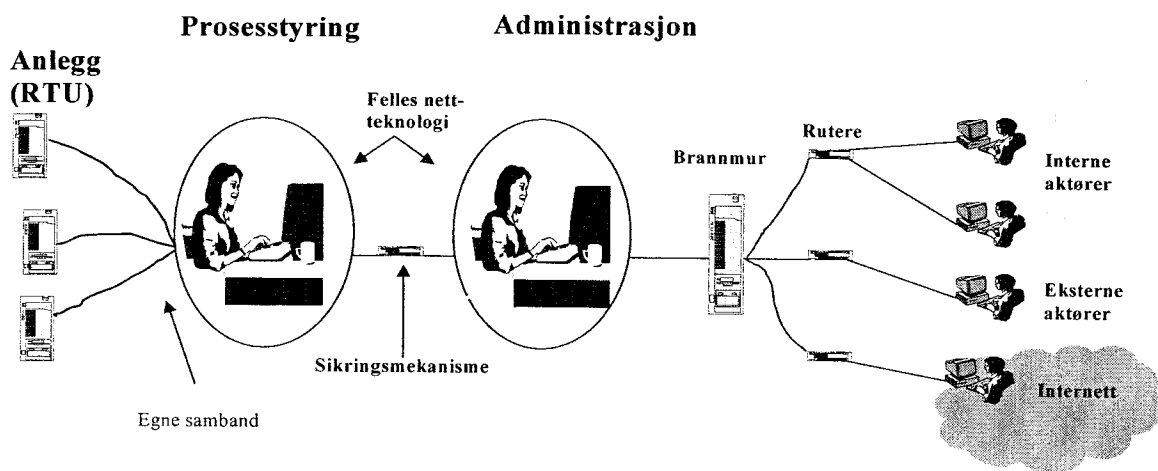 Prosesstyring
Administrasjon
Anlegg
(RTU)
Felles nett-
teknologi
Rutere
Brannmur
Interne
aktører
Eksterne
aktører
Sikringsmekanisme
Internett
Egne samband